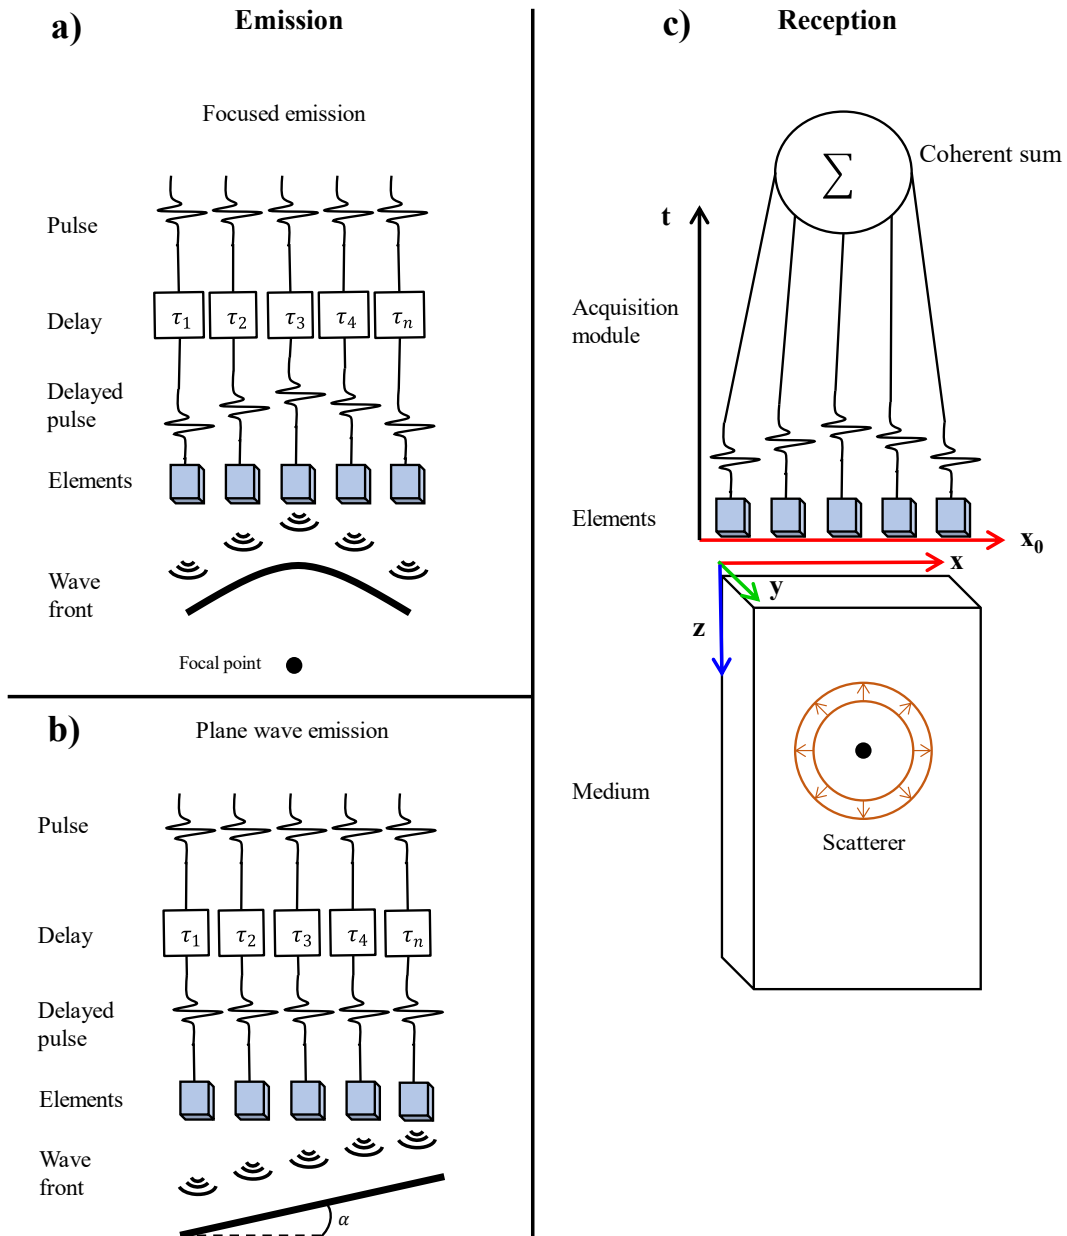 a)
Emission
Focused emission
Pulse
Delay
τ1 τ2 τ3 τ4 τn
Delayed
pulse
Elements
Wave
front
Focal point
b)
Plane wave emission
Pulse
Delay
τ1 τ2 τ3 τ4 τn
Delayed
pulse
Elements
Wave
front
α
c)
Reception
∑
Coherent sum
t
Acquisition
module
Elements
x0
x
y
z
Medium
Scatterer